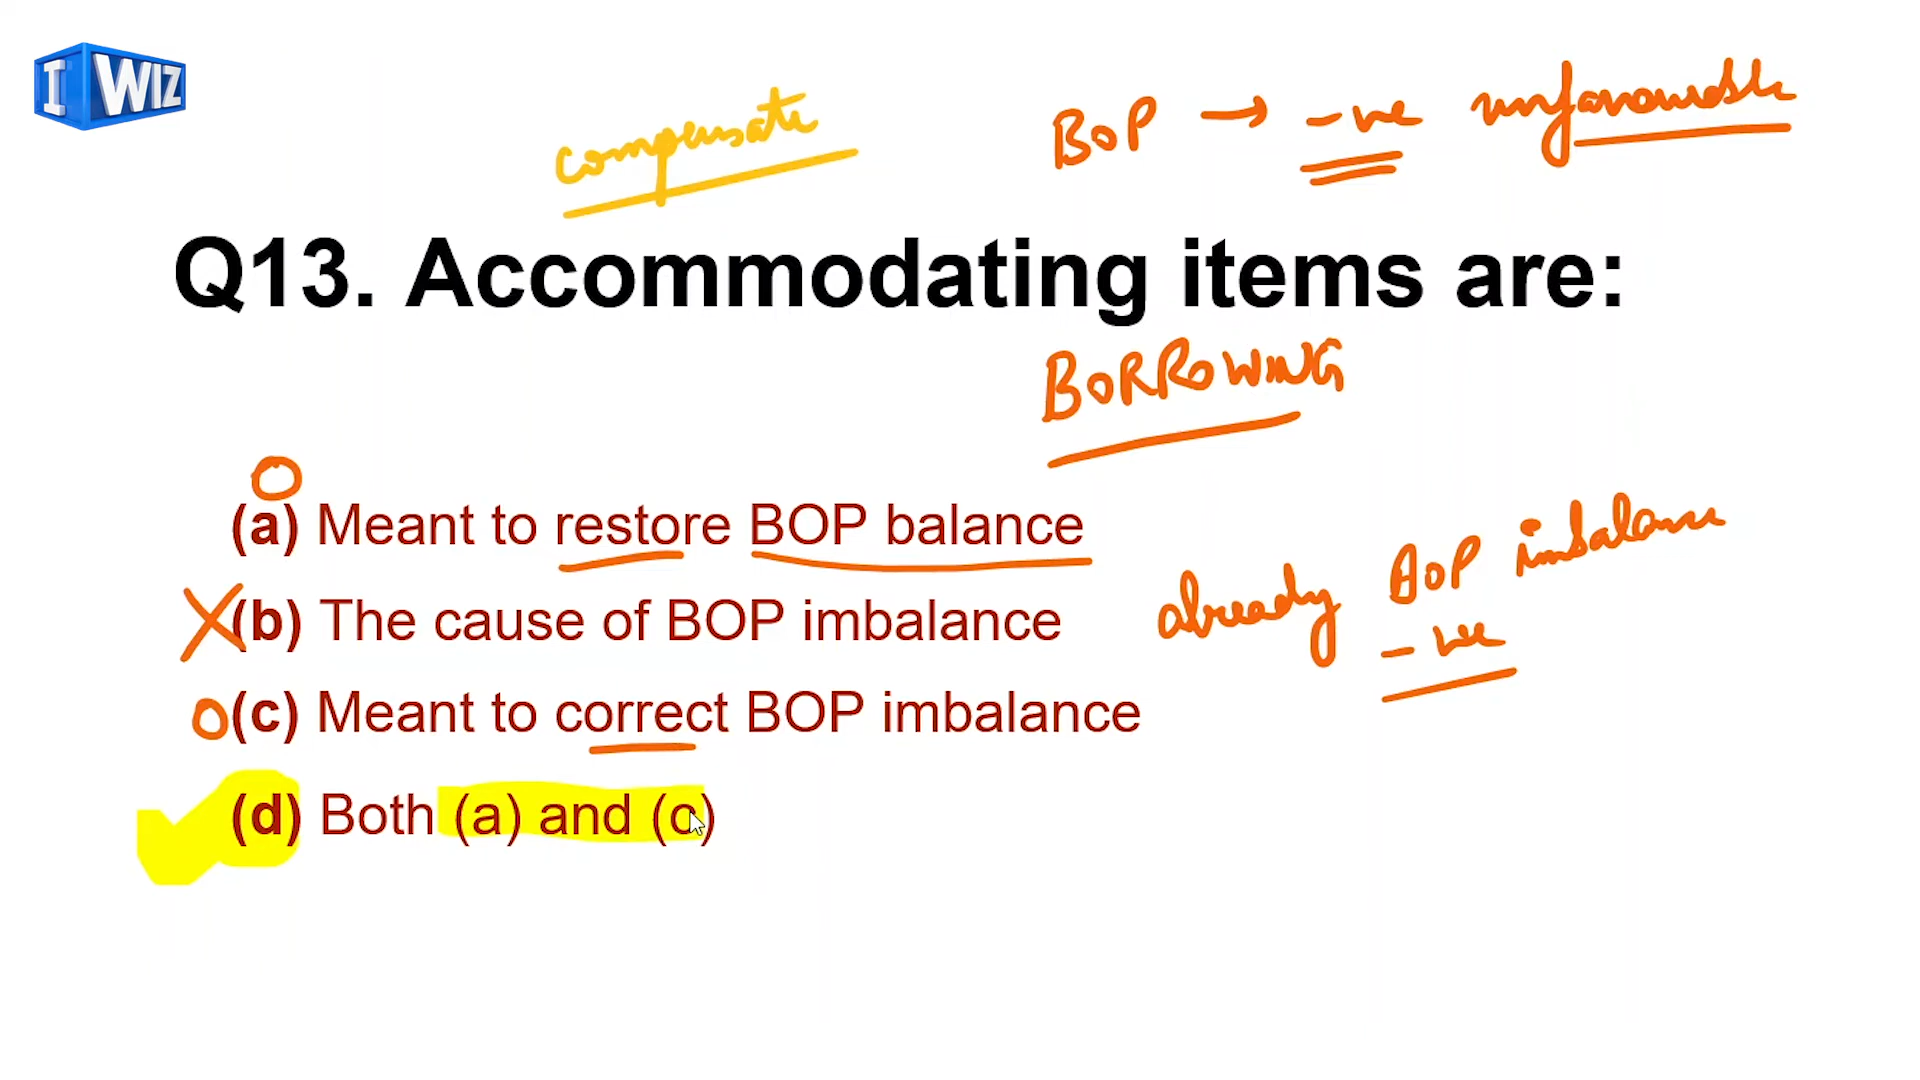 I WIZ
compensate
BOP → -ve unfavourable
Q13. Accommodating items are:
BORROWING
(a) Meant to restore BOP balance
already BOP imbalance
-ve
(b) The cause of BOP imbalance
(c) Meant to correct BOP imbalance
(d) Both (a) and (c)